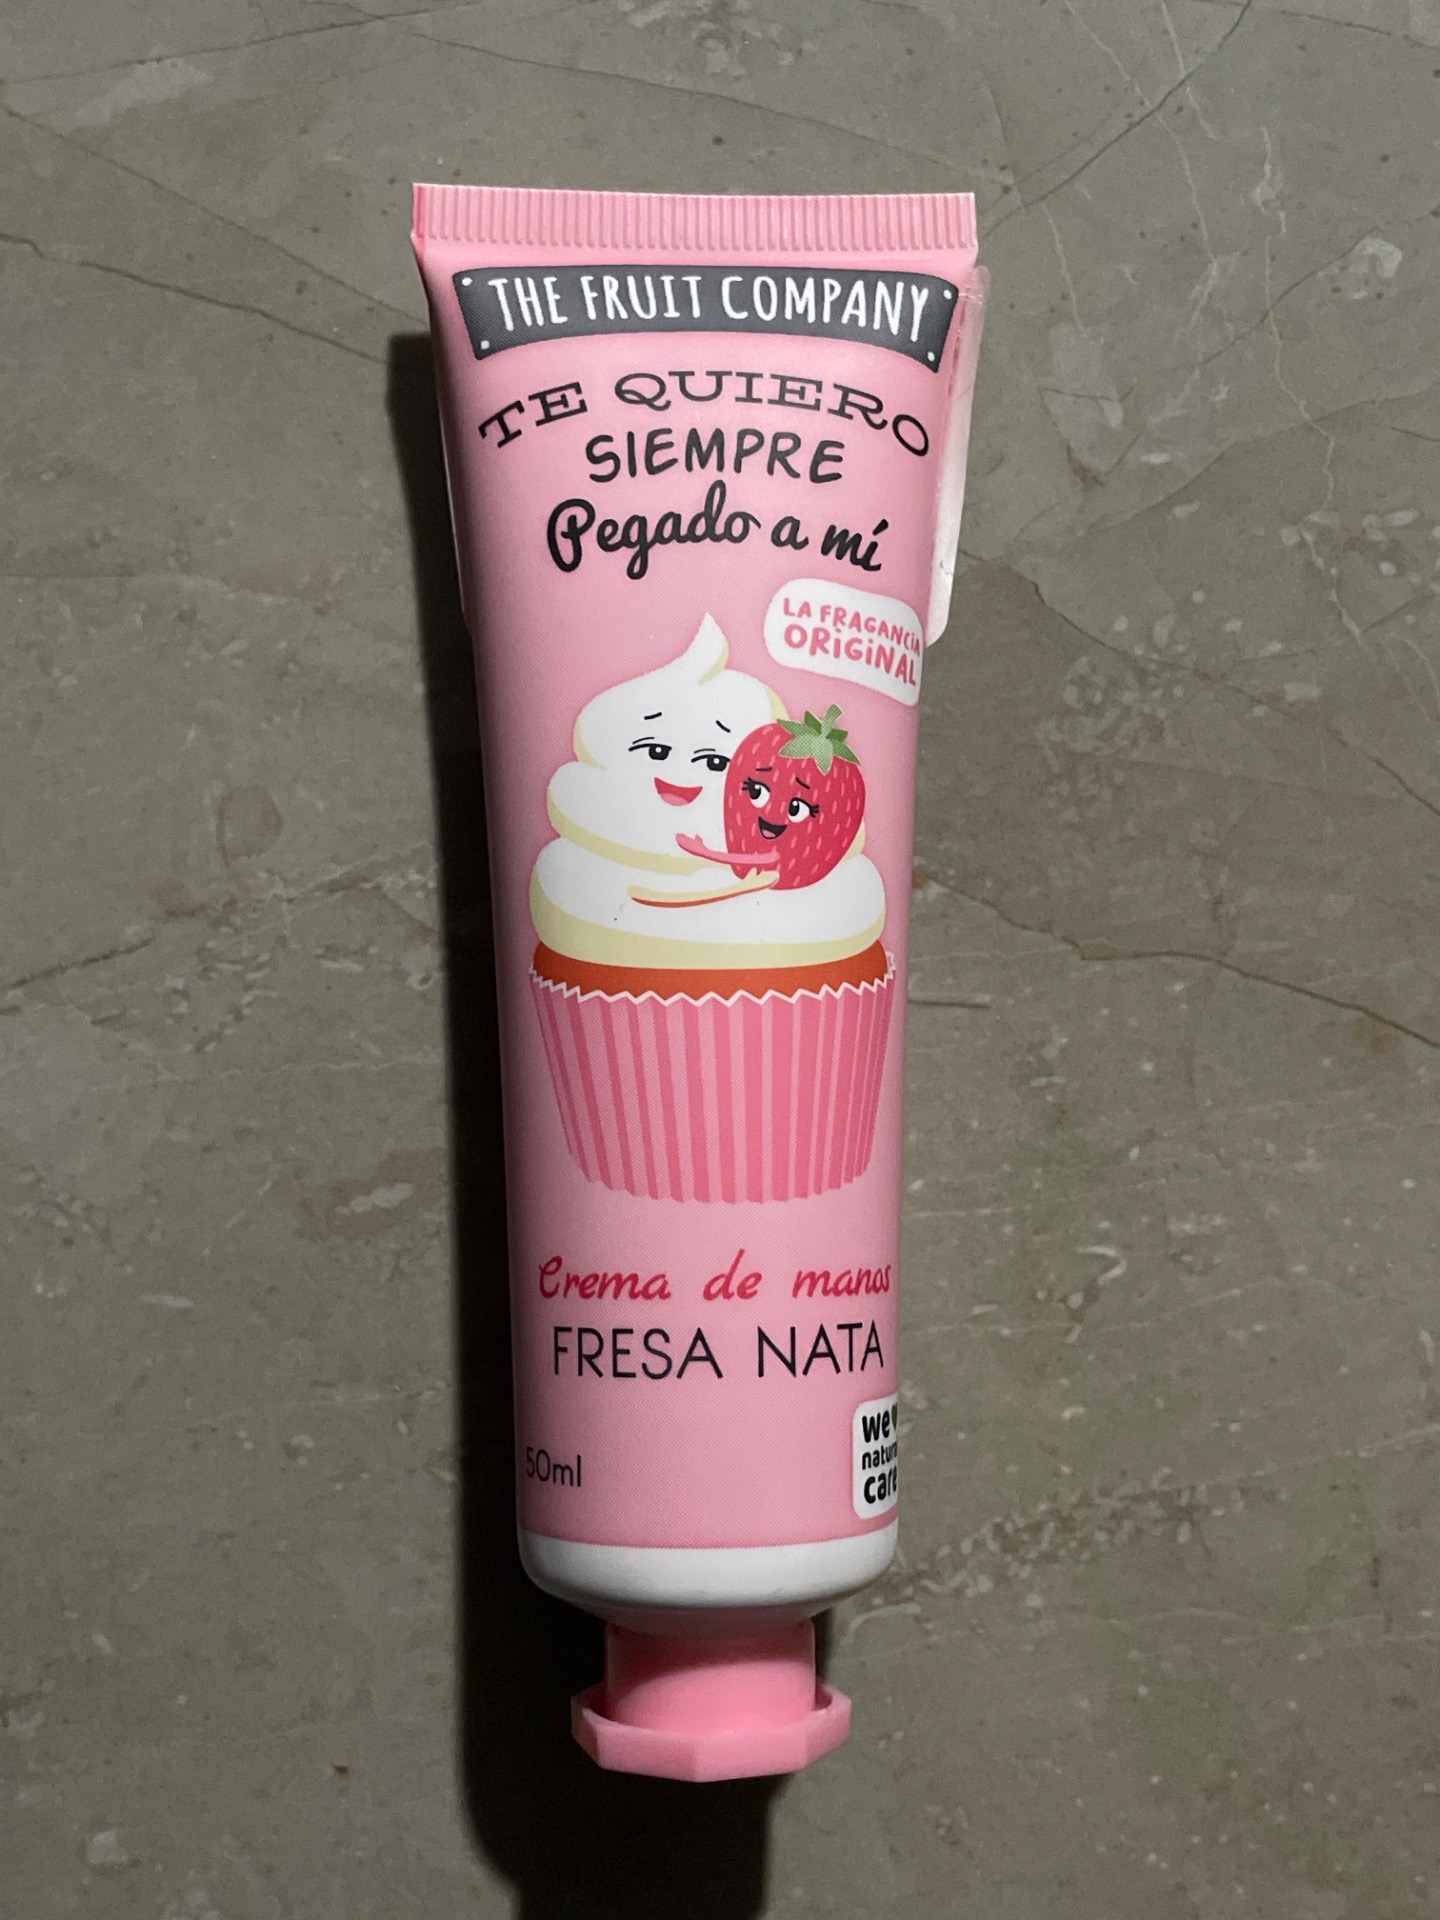 THE FRUIT COMPANY
TE QUIERO
SIEMPRE
Pegado a mí
LA FRAGANCIA
ORIGINAL
Crema de manos
FRESA NATA
50ml
we
natural
care